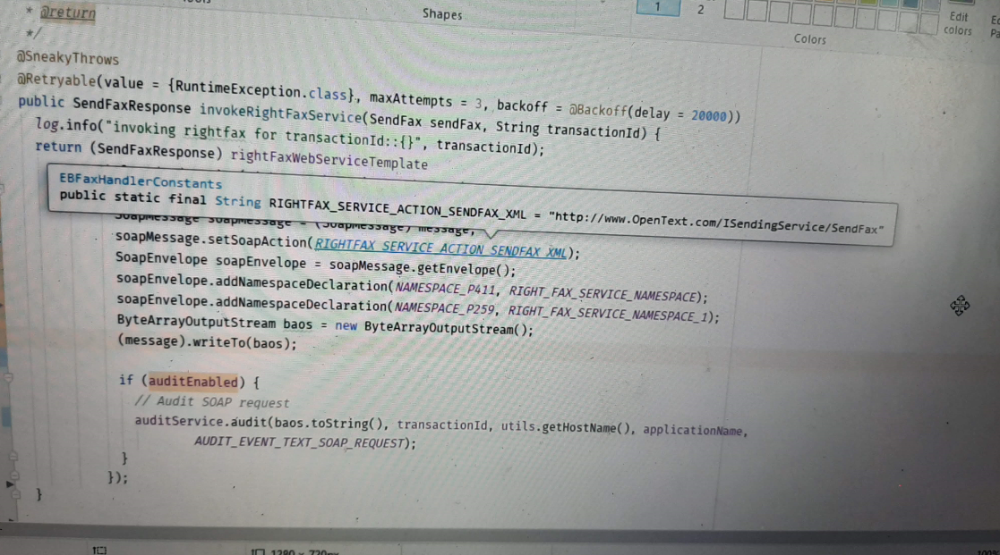 Shapes
1
2
Edit
colors
Colors
* @return
*/
@SneakyThrows
@Retryable(value = {RuntimeException.class}, maxAttempts = 3, backoff = @Backoff(delay = 20000))
public SendFaxResponse invokeRightFaxService(SendFax sendFax, String transactionId) {
log.info("invoking rightfax for transactionId::{}", transactionId);
return (SendFaxResponse) rightFaxWebServiceTemplate
EBFaxHandlerConstants
public static final String RIGHTFAX_SERVICE_ACTION_SENDFAX_XML = "http://www.OpenText.com/ISendingService/SendFax"
SoapMessage soapMessage = (SoapMessage) message;
soapMessage.setSoapAction(RIGHTFAX_SERVICE_ACTION_SENDFAX_XML);
SoapEnvelope soapEnvelope = soapMessage.getEnvelope();
soapEnvelope.addNamespaceDeclaration(NAMESPACE_P411, RIGHT_FAX_SERVICE_NAMESPACE);
soapEnvelope.addNamespaceDeclaration(NAMESPACE_P259, RIGHT_FAX_SERVICE_NAMESPACE_1);
ByteArrayOutputStream baos = new ByteArrayOutputStream();
(message).writeTo(baos);
if (auditEnabled) {
// Audit SOAP request
auditService.audit(baos.toString(), transactionId, utils.getHostName(), applicationName,
AUDIT_EVENT_TEXT_SOAP_REQUEST);
}
});
}
1280 × 720px